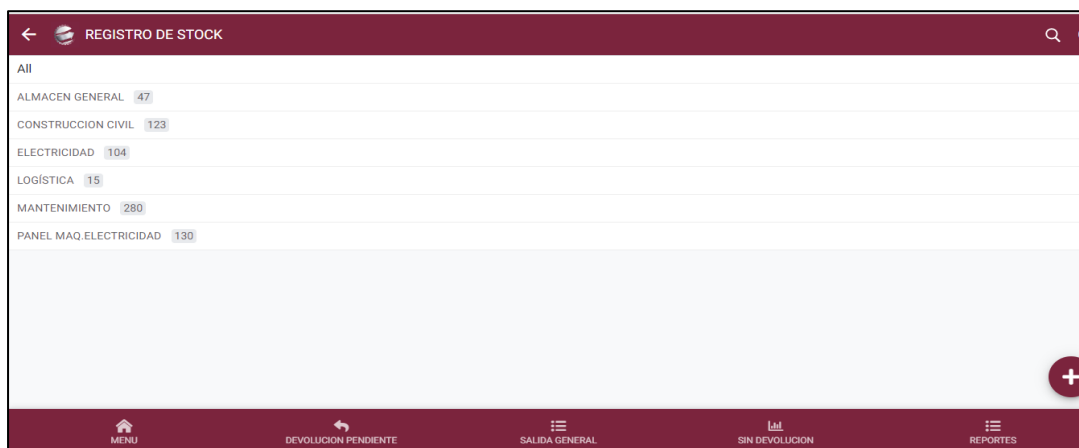 REGISTRO DE STOCK
All
ALMACEN GENERAL 47
CONSTRUCCION CIVIL 123
ELECTRICIDAD 104
LOGÍSTICA 15
MANTENIMIENTO 280
PANEL MAQ.ELECTRICIDAD 130
MENU DEVOLUCION PENDIENTE SALIDA GENERAL SIN DEVOLUCION REPORTES